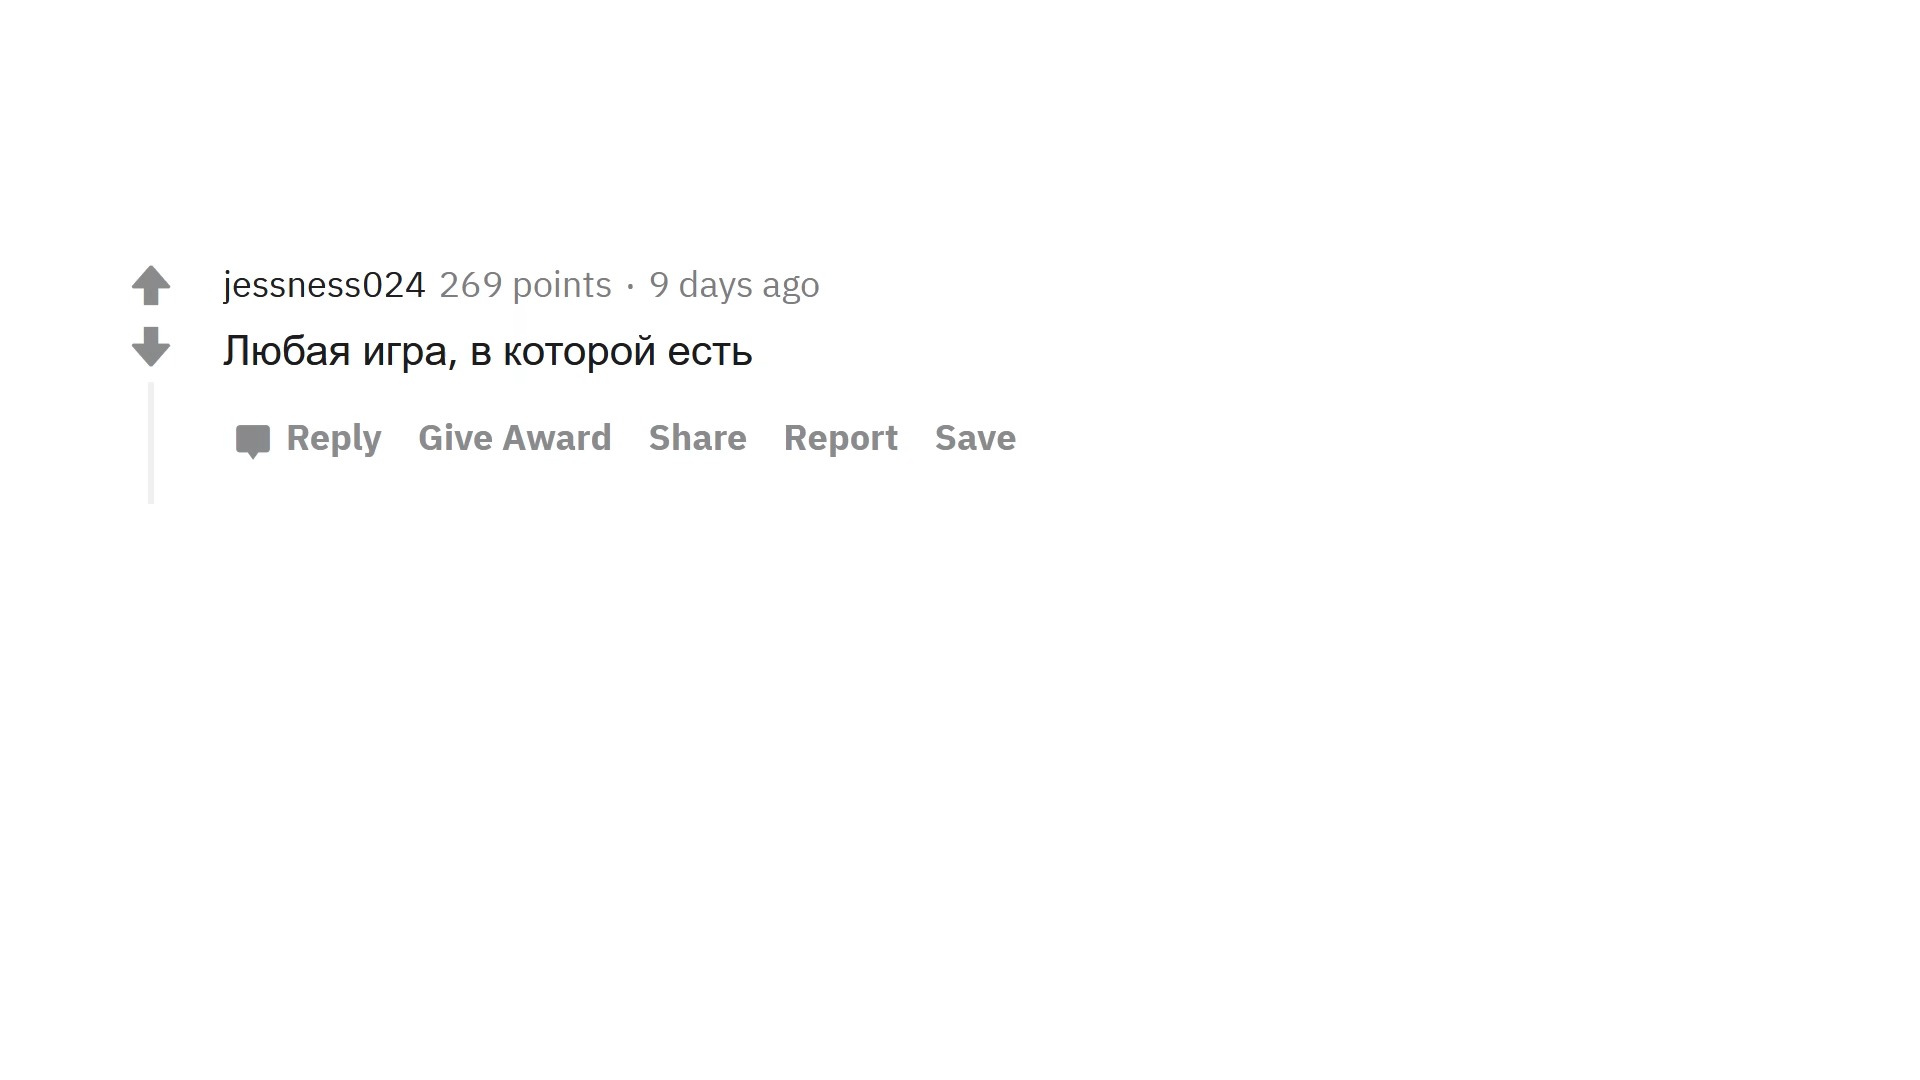 jessness024 269 points · 9 days ago
Любая игра, в которой есть
Reply Give Award Share Report Save